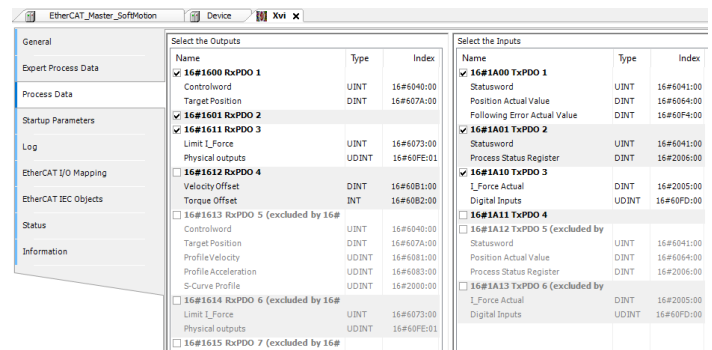 EtherCAT_Master_SoftMotion Device Xvi
General
Expert Process Data
Process Data
Startup Parameters
Log
EtherCAT I/O Mapping
EtherCAT IEC Objects
Status
Information
Select the Outputs
Name Type Index
16#1600 RxPDO 1
Controlword UINT 16#6040:00
Target Position DINT 16#607A:00
16#1601 RxPDO 2
16#1611 RxPDO 3
Limit I_Force UINT 16#6073:00
Physical outputs UDINT 16#60FE:01
16#1612 RxPDO 4
Velocity Offset DINT 16#60B1:00
Torque Offset INT 16#60B2:00
16#1613 RxPDO 5 (excluded by 16#
Controlword UINT 16#6040:00
Target Position DINT 16#607A:00
Profile Velocity UDINT 16#6081:00
Profile Acceleration UDINT 16#6083:00
S-Curve Profile UINT 16#2000:00
16#1614 RxPDO 6 (excluded by 16#
Limit I_Force UINT 16#6073:00
Physical outputs UDINT 16#60FE:01
16#1615 RxPDO 7 (excluded by 16#
Select the Inputs
Name Type Index
16#1A00 TxPDO 1
Statusword UINT 16#6041:00
Position Actual Value DINT 16#6064:00
Following Error Actual Value DINT 16#60F4:00
16#1A01 TxPDO 2
Statusword UINT 16#6041:00
Process Status Register DINT 16#2006:00
16#1A10 TxPDO 3
I_Force Actual DINT 16#2005:00
Digital Inputs UDINT 16#60FD:00
16#1A11 TxPDO 4
16#1A12 TxPDO 5 (excluded by
Statusword UINT 16#6041:00
Position Actual Value DINT 16#6064:00
Process Status Register DINT 16#2006:00
16#1A13 TxPDO 6 (excluded by
I_Force Actual DINT 16#2005:00
Digital Inputs UDINT 16#60FD:00